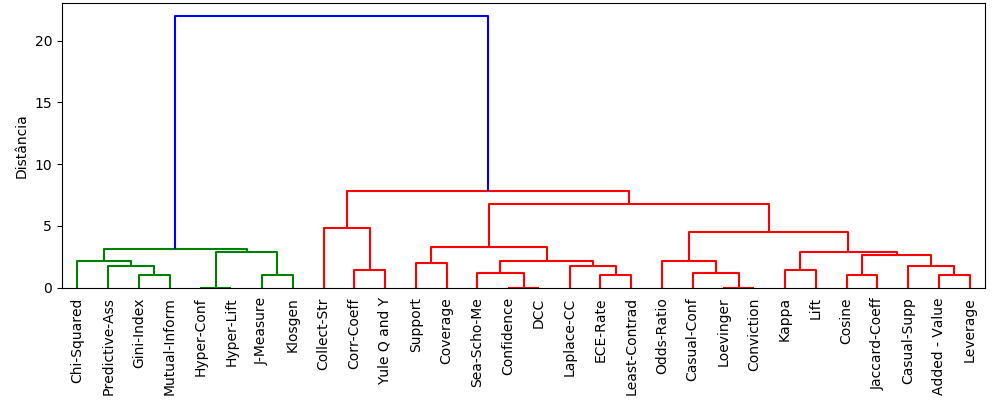 20
15
10
5
0
Distância
Chi-Squared
Predictive-Ass
Gini-Index
Mutual-Inform
Hyper-Conf
Hyper-Lift
J-Measure
Klosgen
Collect-Str
Corr-Coeff
Yule Q and Y
Support
Coverage
Sea-Scho-Me
Confidence
DCC
Laplace-CC
ECE-Rate
Least-Contrad
Odds-Ratio
Casual-Conf
Loevinger
Conviction
Kappa
Lift
Cosine
Jaccard-Coeff
Casual-Supp
Added - Value
Leverage